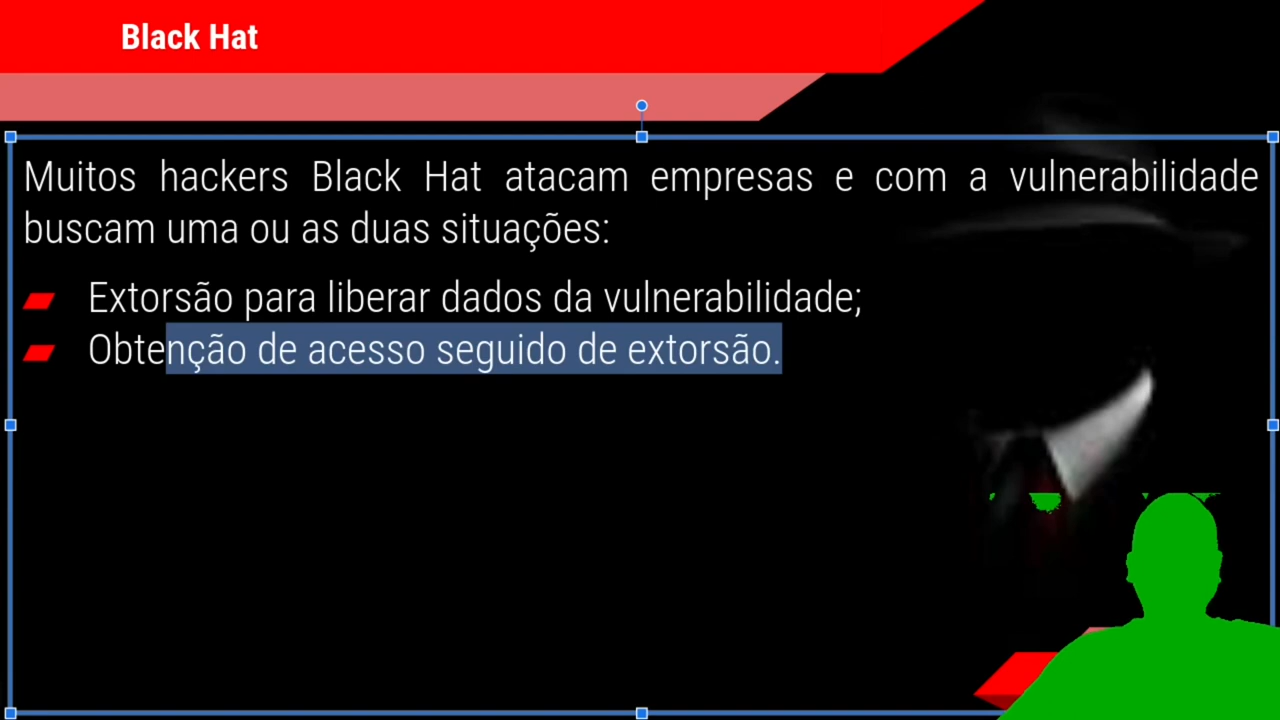 Black Hat
Muitos hackers Black Hat atacam empresas e com a vulnerabilidade
buscam uma ou as duas situações:
Extorsão para liberar dados da vulnerabilidade;
Obtenção de acesso seguido de extorsão.